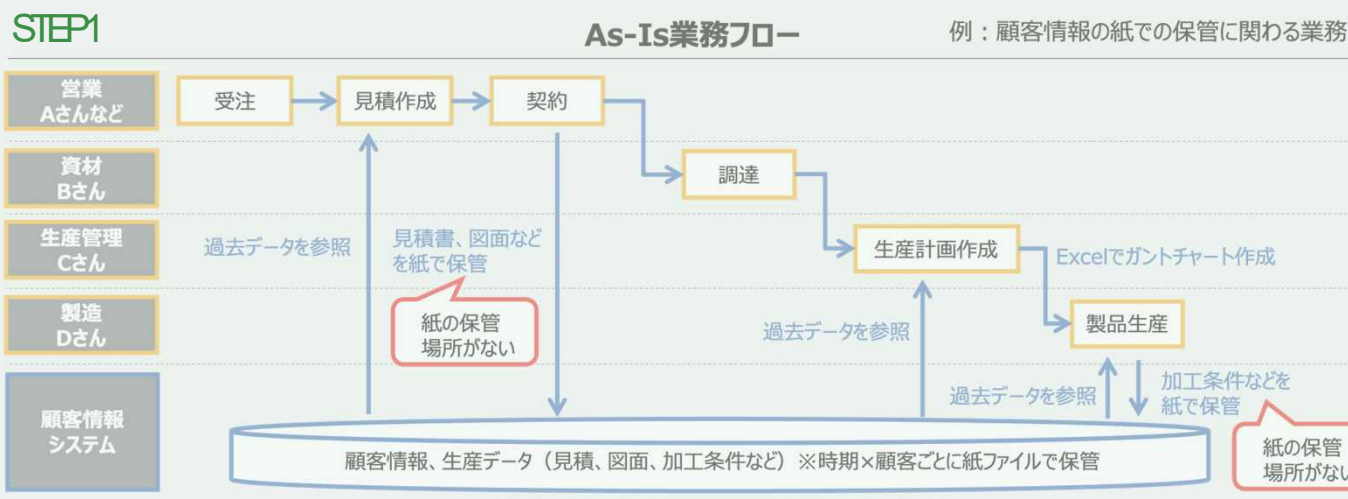 STEP1
As-Is業務フロー
例：顧客情報の紙での保管に関わる業務
営業
Aさんなど
受注
見積作成
契約
資材
Bさん
調達
生産管理
Cさん
過去データを参照
見積書、図面など
を紙で保管
生産計画作成
Excelでガントチャート作成
製造
Dさん
紙の保管
場所がない
過去データを参照
製品生産
顧客情報
システム
過去データを参照
加工条件などを
紙で保管
紙の保管
場所がない
顧客情報、生産データ（見積、図面、加工条件など）※時期×顧客ごとに紙ファイルで保管